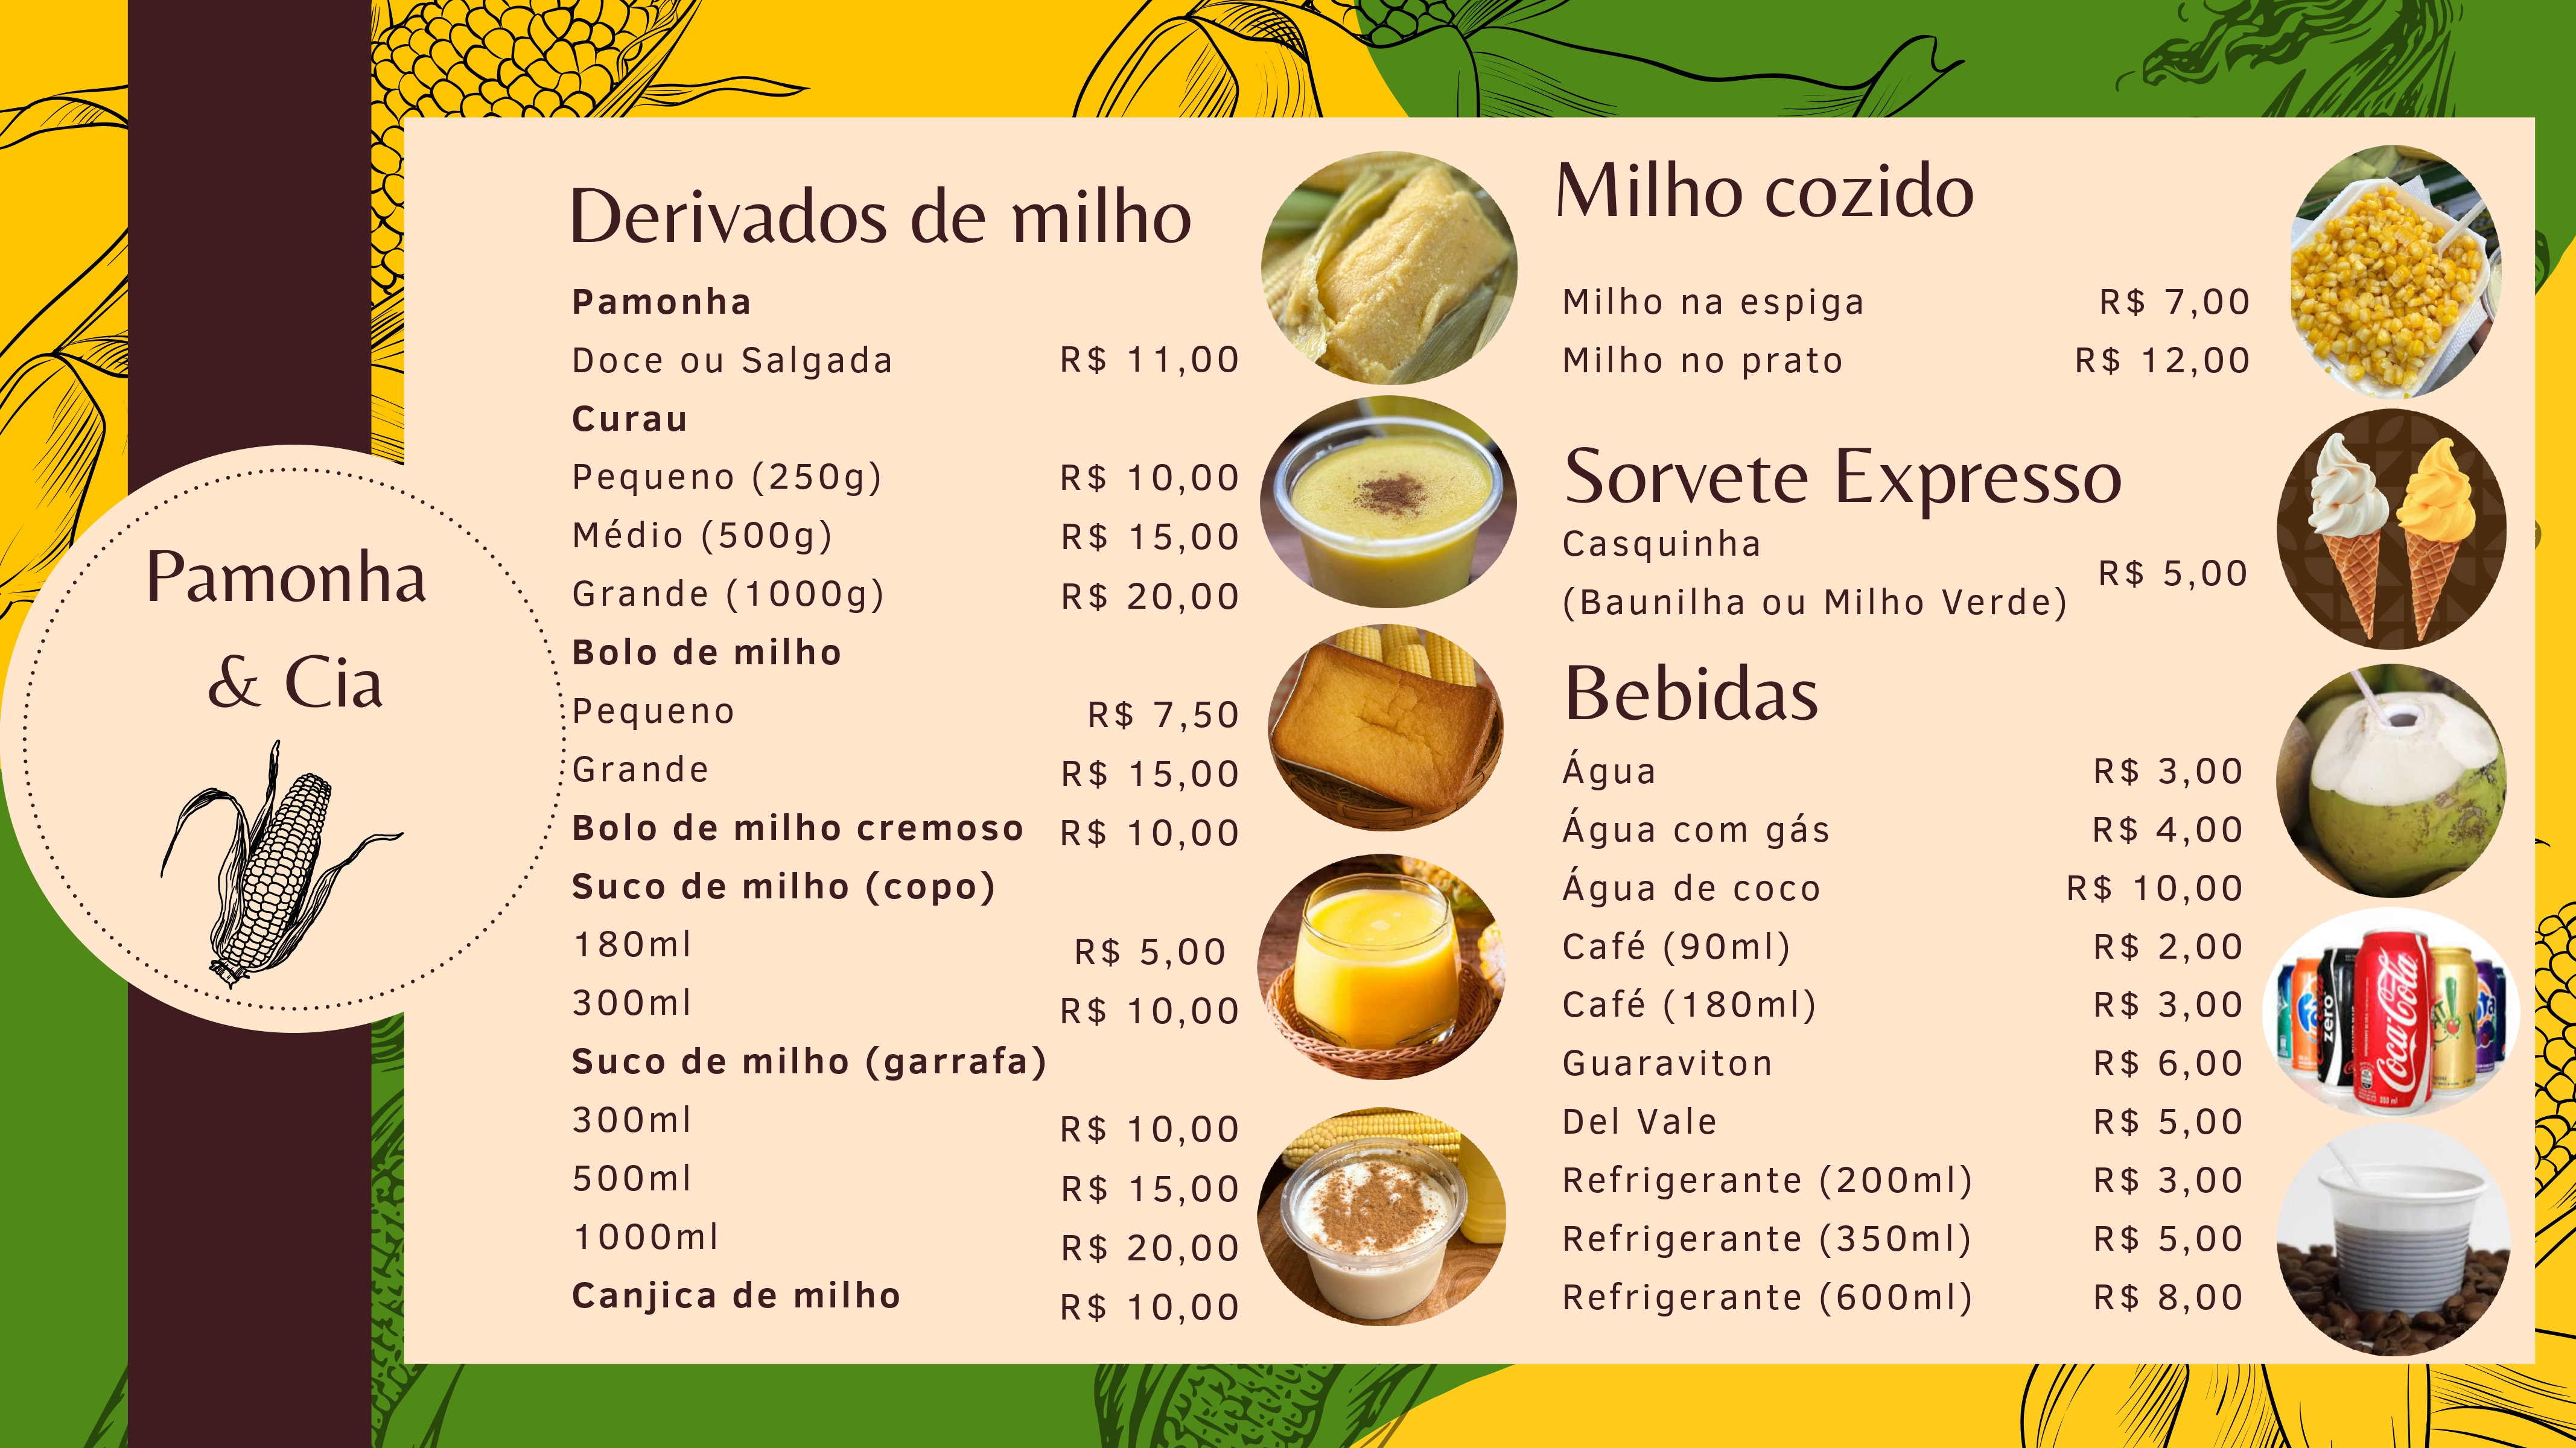 Pamonha
& Cia
Derivados de milho
Pamonha
Doce ou Salgada R$ 11,00
Curau
Pequeno (250g) R$ 10,00
Médio (500g) R$ 15,00
Grande (1000g) R$ 20,00
Bolo de milho
Pequeno R$ 7,50
Grande R$ 15,00
Bolo de milho cremoso R$ 10,00
Suco de milho (copo)
180ml R$ 5,00
300ml R$ 10,00
Suco de milho (garrafa)
300ml R$ 10,00
500ml R$ 15,00
1000ml R$ 20,00
Canjica de milho R$ 10,00
Milho cozido
Milho na espiga R$ 7,00
Milho no prato R$ 12,00
Sorvete Expresso
Casquinha
(Baunilha ou Milho Verde) R$ 5,00
Bebidas
Água R$ 3,00
Água com gás R$ 4,00
Água de coco R$ 10,00
Café (90ml) R$ 2,00
Café (180ml) R$ 3,00
Guaraviton R$ 6,00
Del Vale R$ 5,00
Refrigerante (200ml) R$ 3,00
Refrigerante (350ml) R$ 5,00
Refrigerante (600ml) R$ 8,00
zero
Coca-Cola